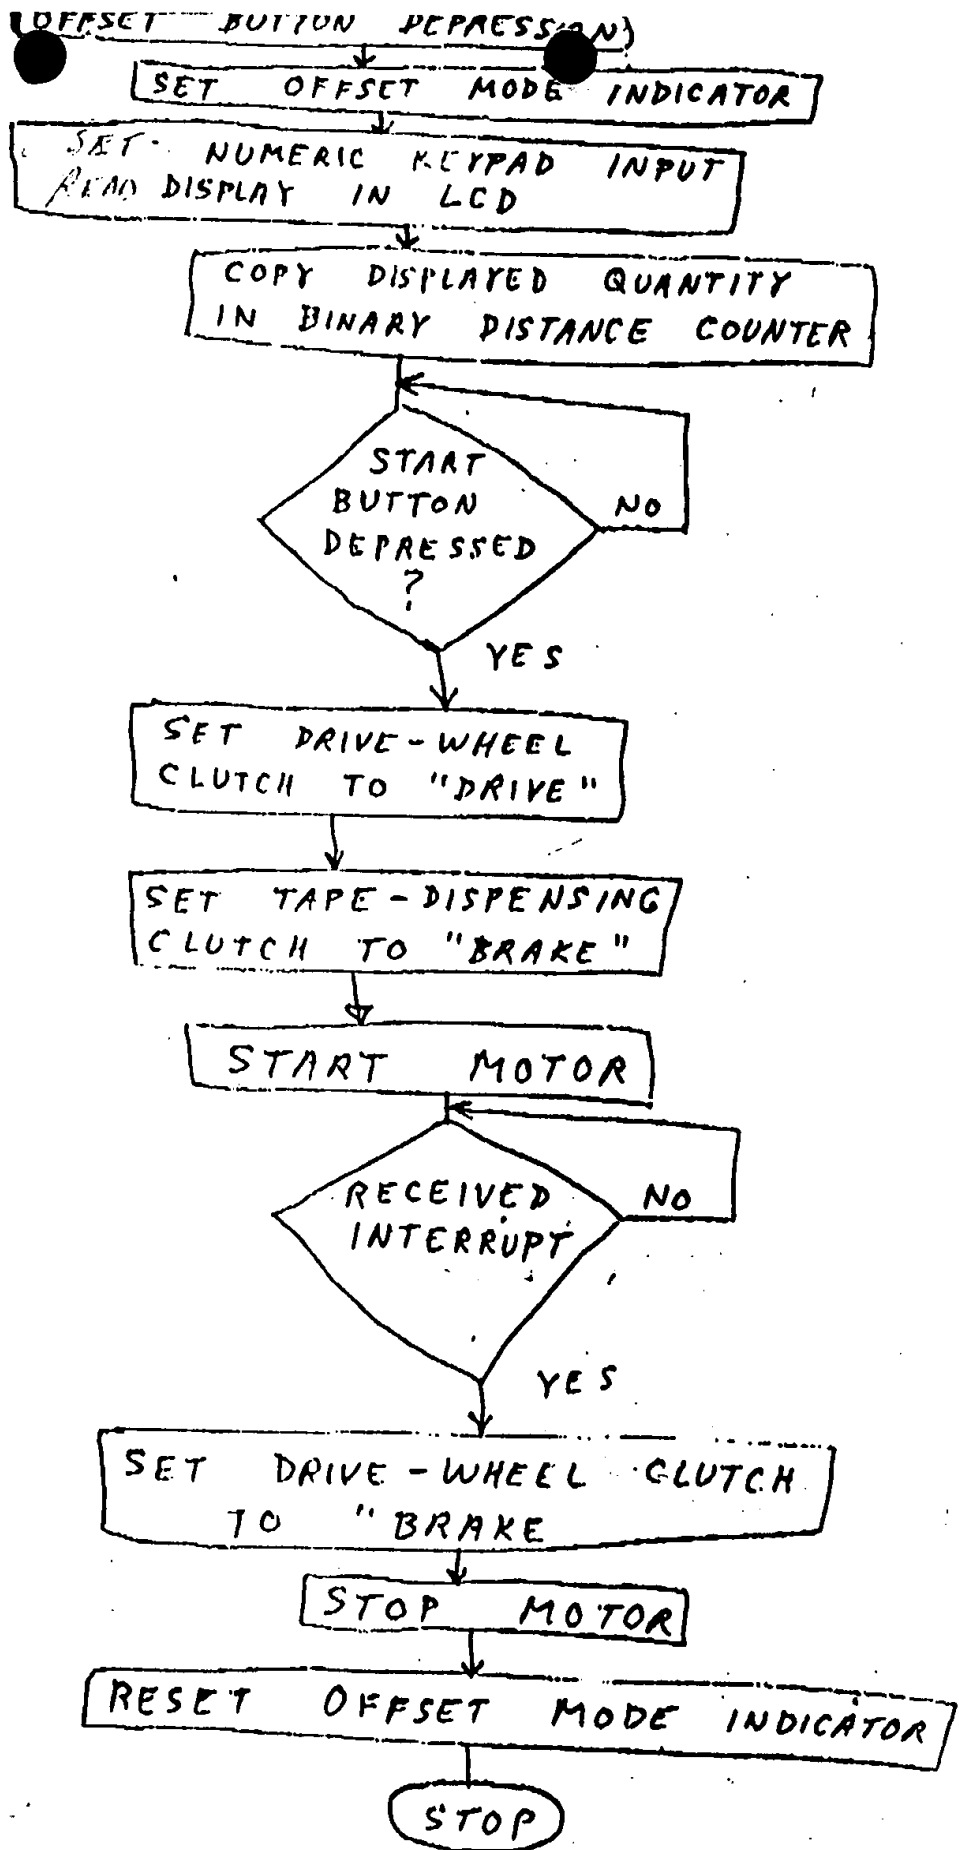 (OFFSET BUTTON DEPRESSION)
SET OFFSET MODE INDICATOR
SET NUMERIC KEYPAD INPUT
READ DISPLAY IN LCD
COPY DISPLAYED QUANTITY
IN BINARY DISTANCE COUNTER
START
BUTTON
DEPRESSED
?
NO
YES
SET DRIVE-WHEEL
CLUTCH TO "DRIVE"
SET TAPE-DISPENSING
CLUTCH TO "BRAKE"
START MOTOR
RECEIVED
INTERRUPT
NO
YES
SET DRIVE-WHEEL CLUTCH
TO "BRAKE
STOP MOTOR
RESET OFFSET MODE INDICATOR
STOP